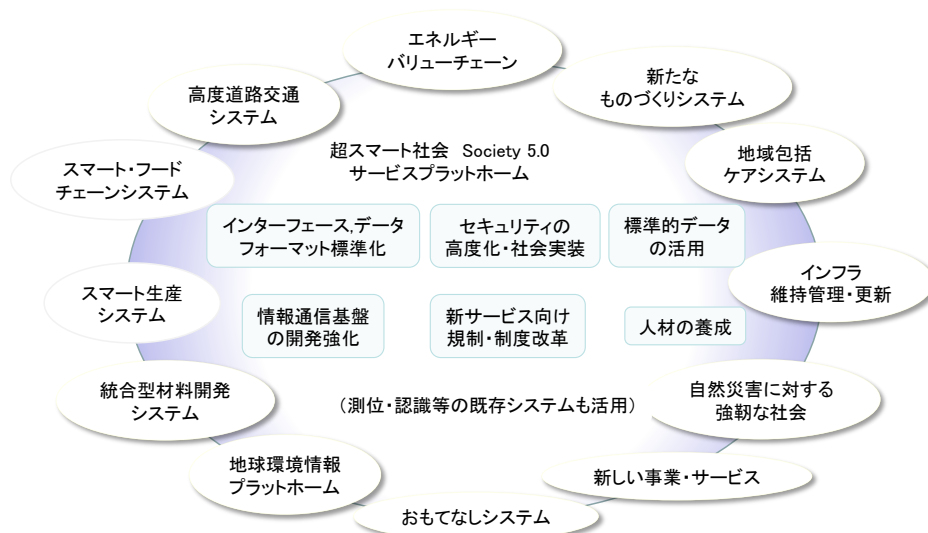 エネルギー
バリューチェーン
新たな
ものづくりシステム
高度道路交通
システム
超スマート社会 Society 5.0
サービスプラットホーム
地域包括
ケアシステム
スマート・フード
チェーンシステム
インターフェース,データ
フォーマット標準化
セキュリティの
高度化・社会実装
標準的データ
の活用
インフラ
維持管理・更新
スマート生産
システム
情報通信基盤
の開発強化
新サービス向け
規制・制度改革
人材の養成
統合型材料開発
システム
(測位・認識等の既存システムも活用)
自然災害に対する
強靭な社会
地球環境情報
プラットホーム
新しい事業・サービス
おもてなしシステム